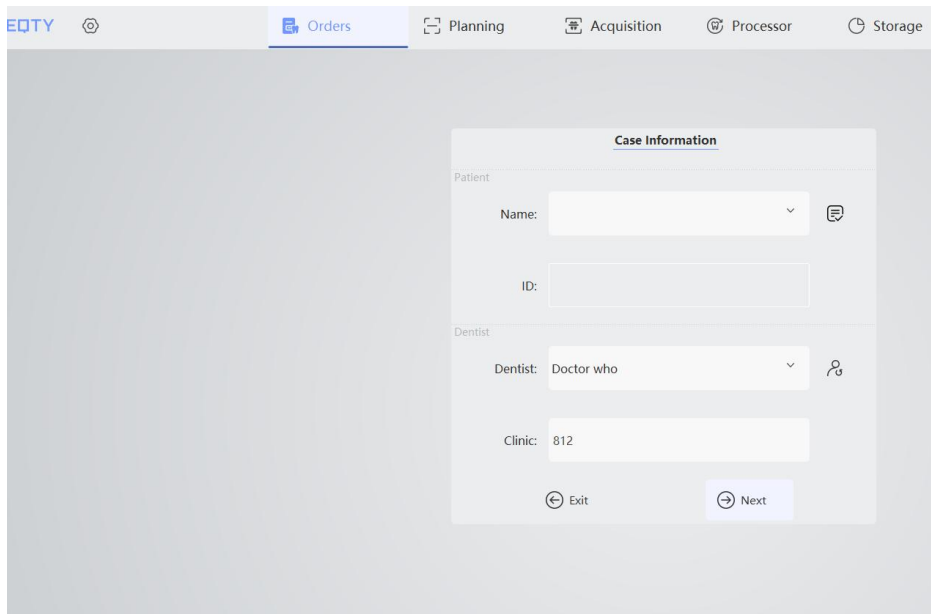 EQTY
Orders
Planning
Acquisition
Processor
Storage
Case Information
Patient
Name:
ID:
Dentist
Dentist: Doctor who
Clinic: 812
Exit
Next